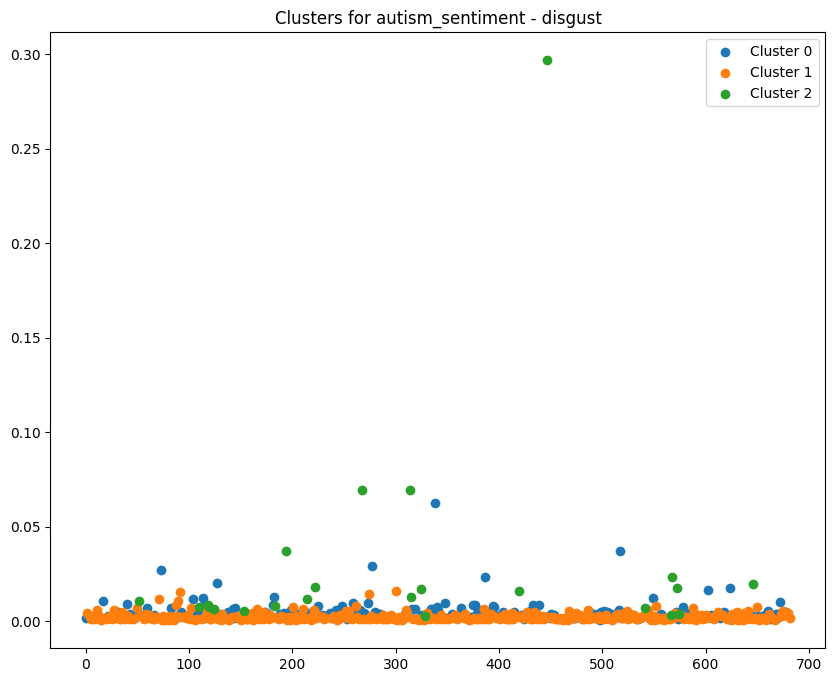 Clusters for autism_sentiment - disgust
Cluster 0
Cluster 1
Cluster 2
0.30
0.25
0.20
0.15
0.10
0.05
0.00
0 100 200 300 400 500 600 700